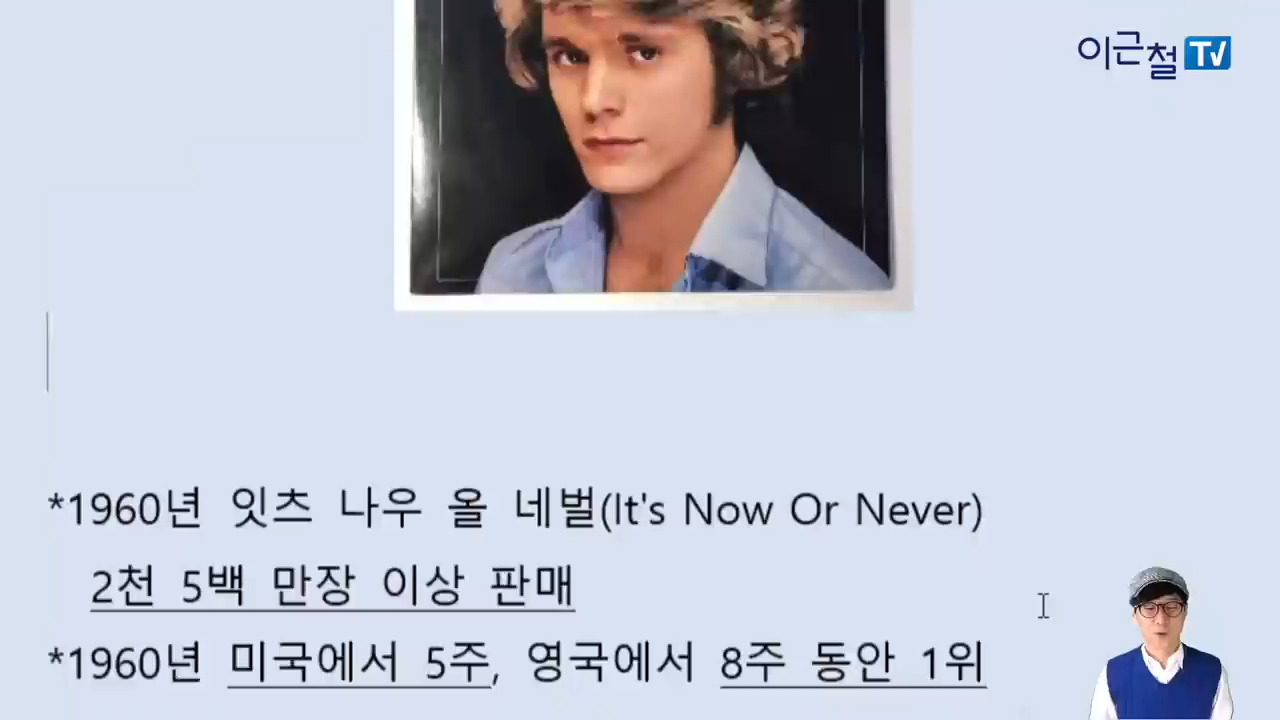 이근철 TV
*1960년 잇츠 나우 올 네벌(It's Now Or Never)
2천 5백 만장 이상 판매
*1960년 미국에서 5주, 영국에서 8주 동안 1위